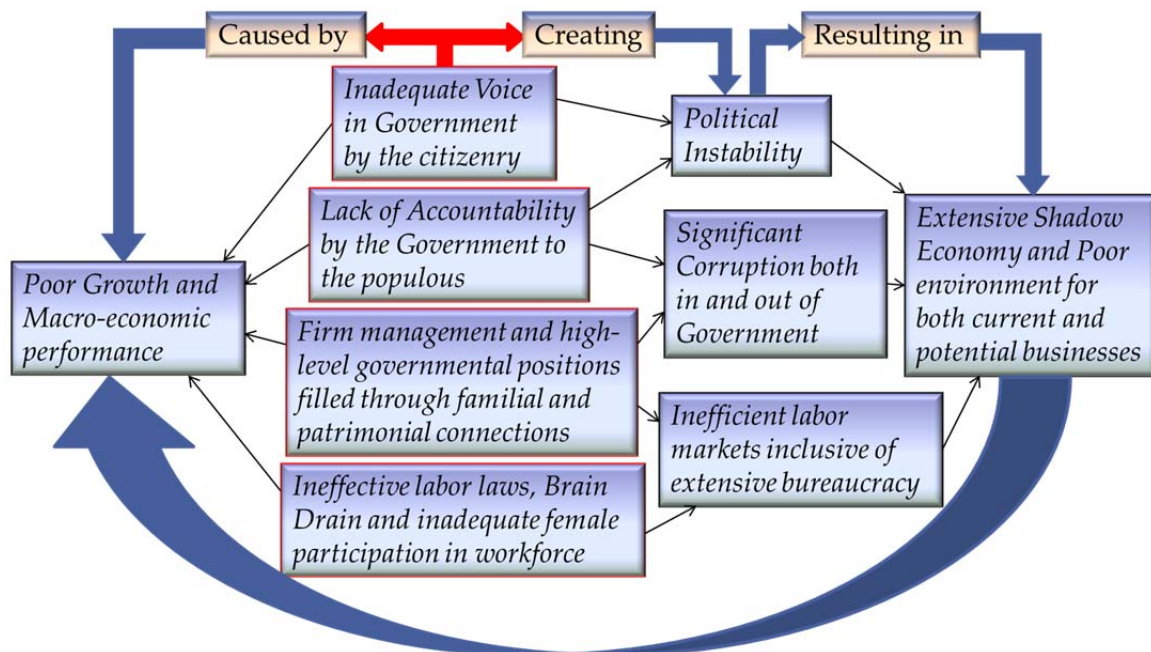 Caused by
Creating
Resulting in
Inadequate Voice
in Government
by the citizenry
Political
Instability
Lack of Accountability
by the Government to
the populous
Significant
Corruption both
in and out of
Government
Extensive Shadow
Economy and Poor
environment for
both current and
potential businesses
Poor Growth and
Macro-economic
performance
Firm management and high-
level governmental positions
filled through familial and
patrimonial connections
Inefficient labor
markets inclusive of
extensive bureaucracy
Ineffective labor laws, Brain
Drain and inadequate female
participation in workforce